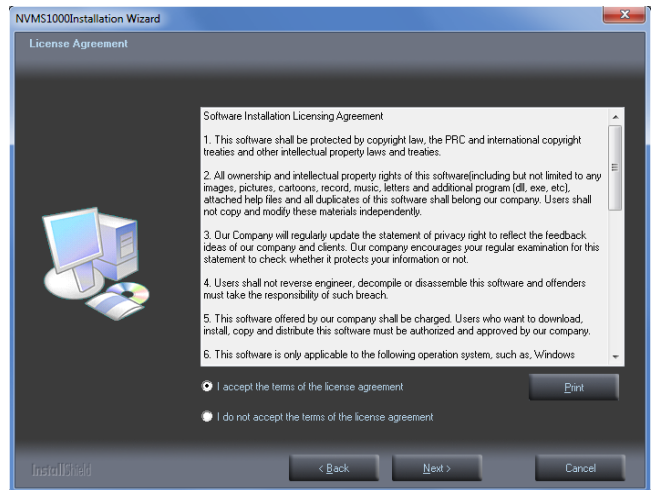 NVMS1000Installation Wizard
License Agreement
Software Installation Licensing Agreement
1. This software shall be protected by copyright law, the PRC and international copyright
treaties and other intellectual property laws and treaties.
2. All ownership and intellectual property rights of this software(including but not limited to any
images, pictures, cartoons, record, music, letters and additional program (dll, exe, etc),
attached help files and all duplicates of this software shall belong our company. Users shall
not copy and modify these materials independently.
3. Our Company will regularly update the statement of privacy right to reflect the feedback
ideas of our company and clients. Our company encourages your regular examination for this
statement to check whether it protects your information or not.
4. Users shall not reverse engineer, decompile or disassemble this software and offenders
must take the responsibility of such breach.
5. This software offered by our company shall be charged. Users who want to download,
install, copy and distribute this software must be authorized and approved by our company.
6. This software is only applicable to the following operation system, such as, Windows
I accept the terms of the license agreement
Print
I do not accept the terms of the license agreement
InstallShield
< Back
Next >
Cancel